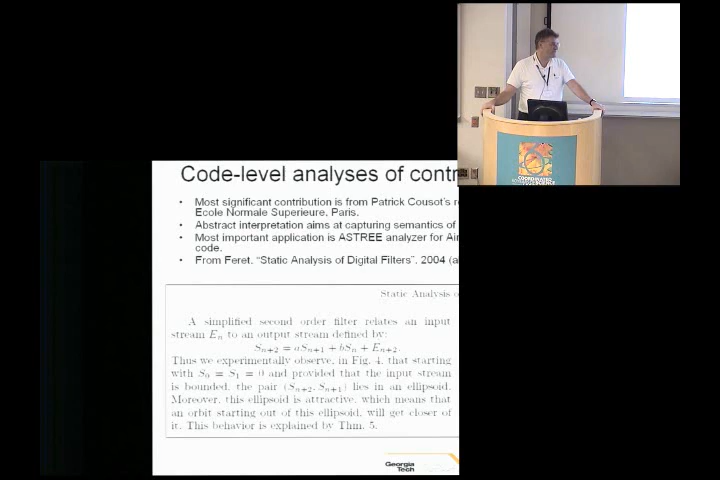 Code-level analyses of contr
• Most significant contribution is from Patrick Cousot's r
Ecole Normale Superieure, Paris.
• Abstract interpretation aims at capturing semantics of
• Most important application is ASTREE analyzer for Air
code.
• From Feret, "Static Analysis of Digital Filters", 2004 (a
Static Analysis o
A simplified second order filter relates an input
stream Eₙ to an output stream defined by:
Sₙ₊₂ = aSₙ₊₁ + bSₙ + Eₙ₊₂.
Thus we experimentally observe, in Fig. 4, that starting
with S₀ = S₁ = 0 and provided that the input stream
is bounded, the pair (Sₙ₊₂, Sₙ₊₁) lies in an ellipsoid.
Moreover, this ellipsoid is attractive, which means that
an orbit starting out of this ellipsoid, will get closer of
it. This behavior is explained by Thm. 5.
Georgia
Tech
COORDINATED
SCIENCE